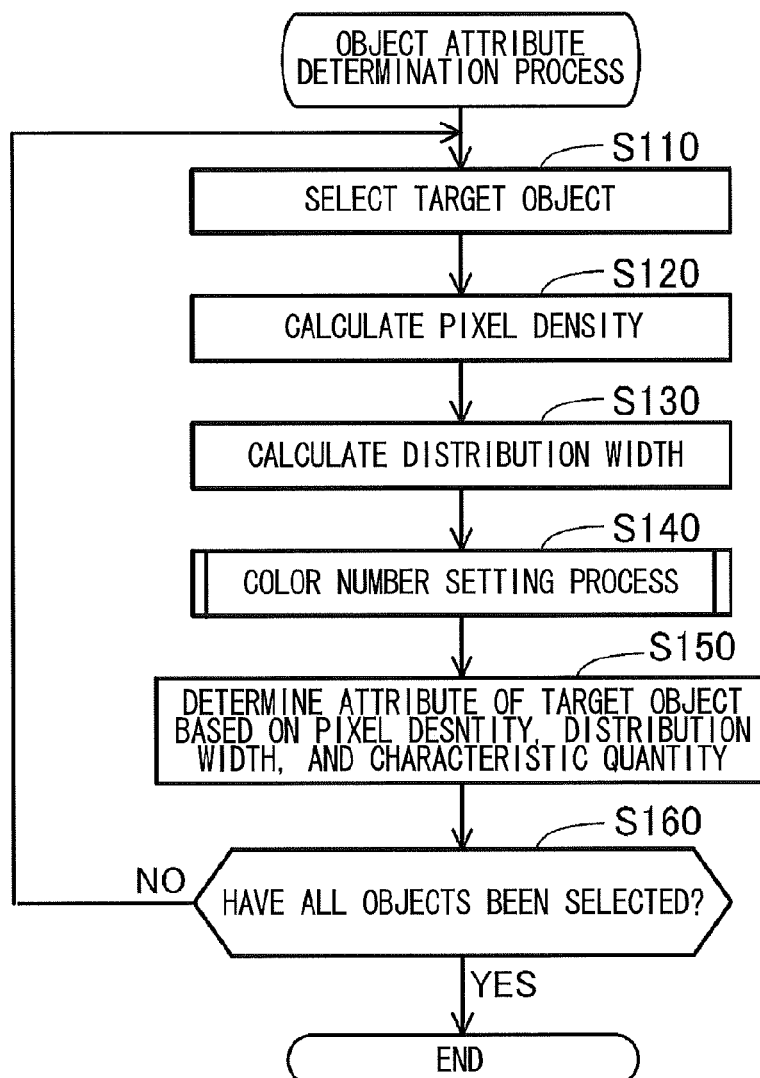 OBJECT ATTRIBUTE
DETERMINATION PROCESS
S110
SELECT TARGET OBJECT
S120
CALCULATE PIXEL DENSITY
S130
CALCULATE DISTRIBUTION WIDTH
S140
COLOR NUMBER SETTING PROCESS
S150
DETERMINE ATTRIBUTE OF TARGET OBJECT
BASED ON PIXEL DESNTITY, DISTRIBUTION
WIDTH, AND CHARACTERISTIC QUANTITY
S160
NO
HAVE ALL OBJECTS BEEN SELECTED?
YES
END